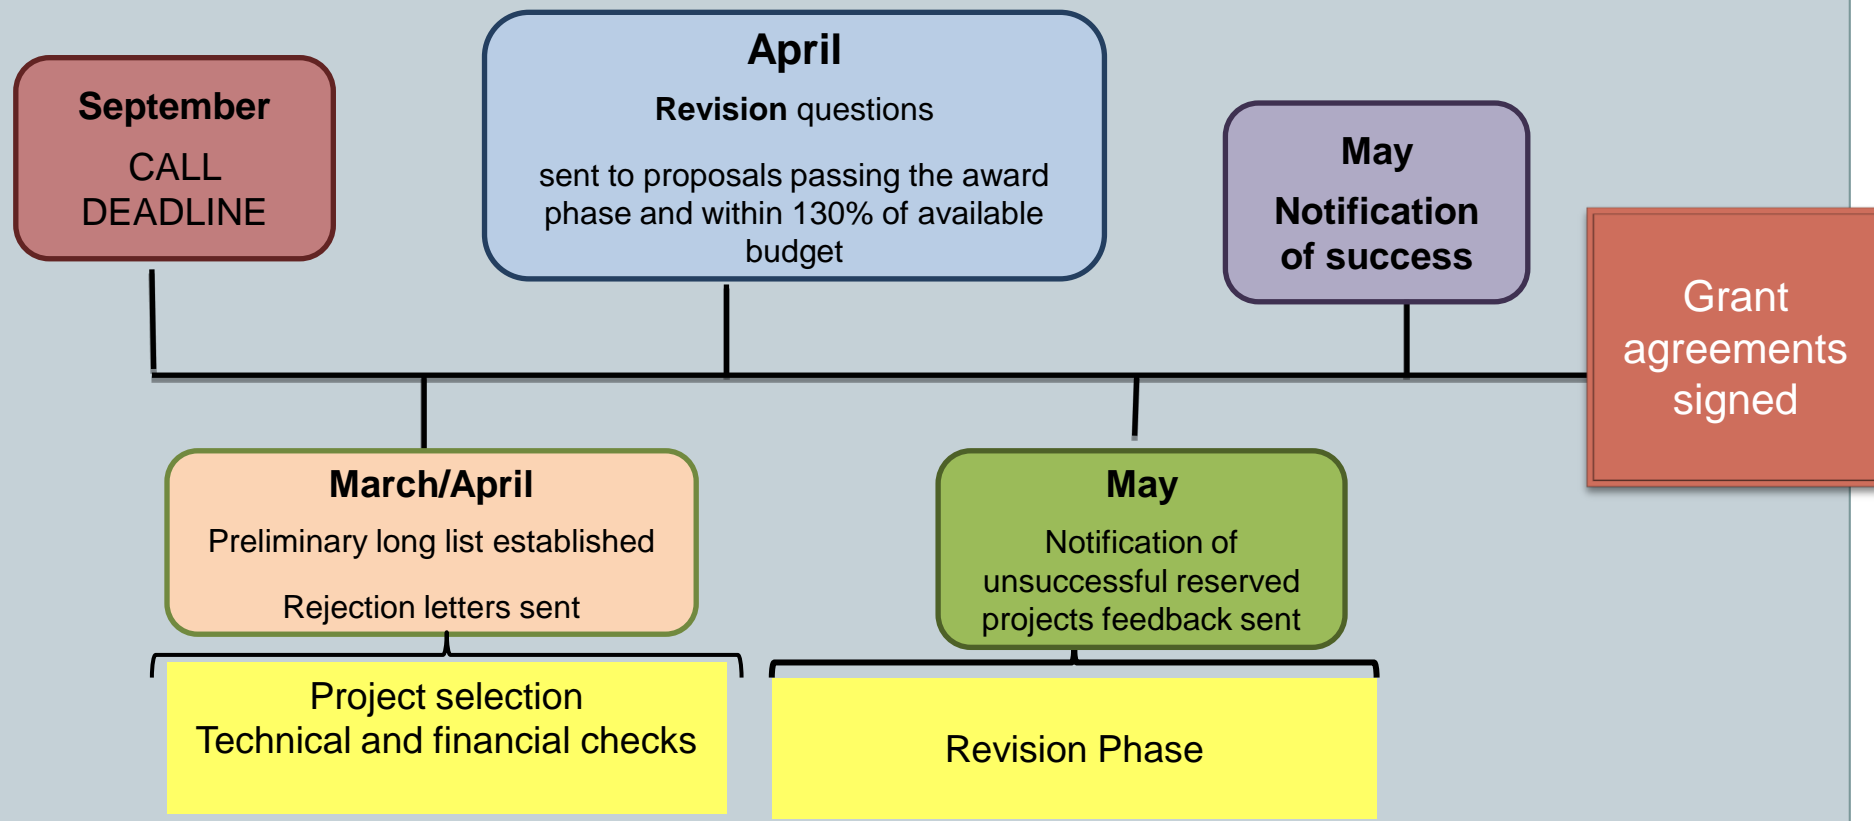 September
CALL
DEADLINE
April
Revision questions
sent to proposals passing the award
phase and within 130% of available
budget
May
Notification
of success
Grant
agreements
signed
March/April
Preliminary long list established
Rejection letters sent
May
Notification of
unsuccessful reserved
projects feedback sent
Project selection
Technical and financial checks
Revision Phase